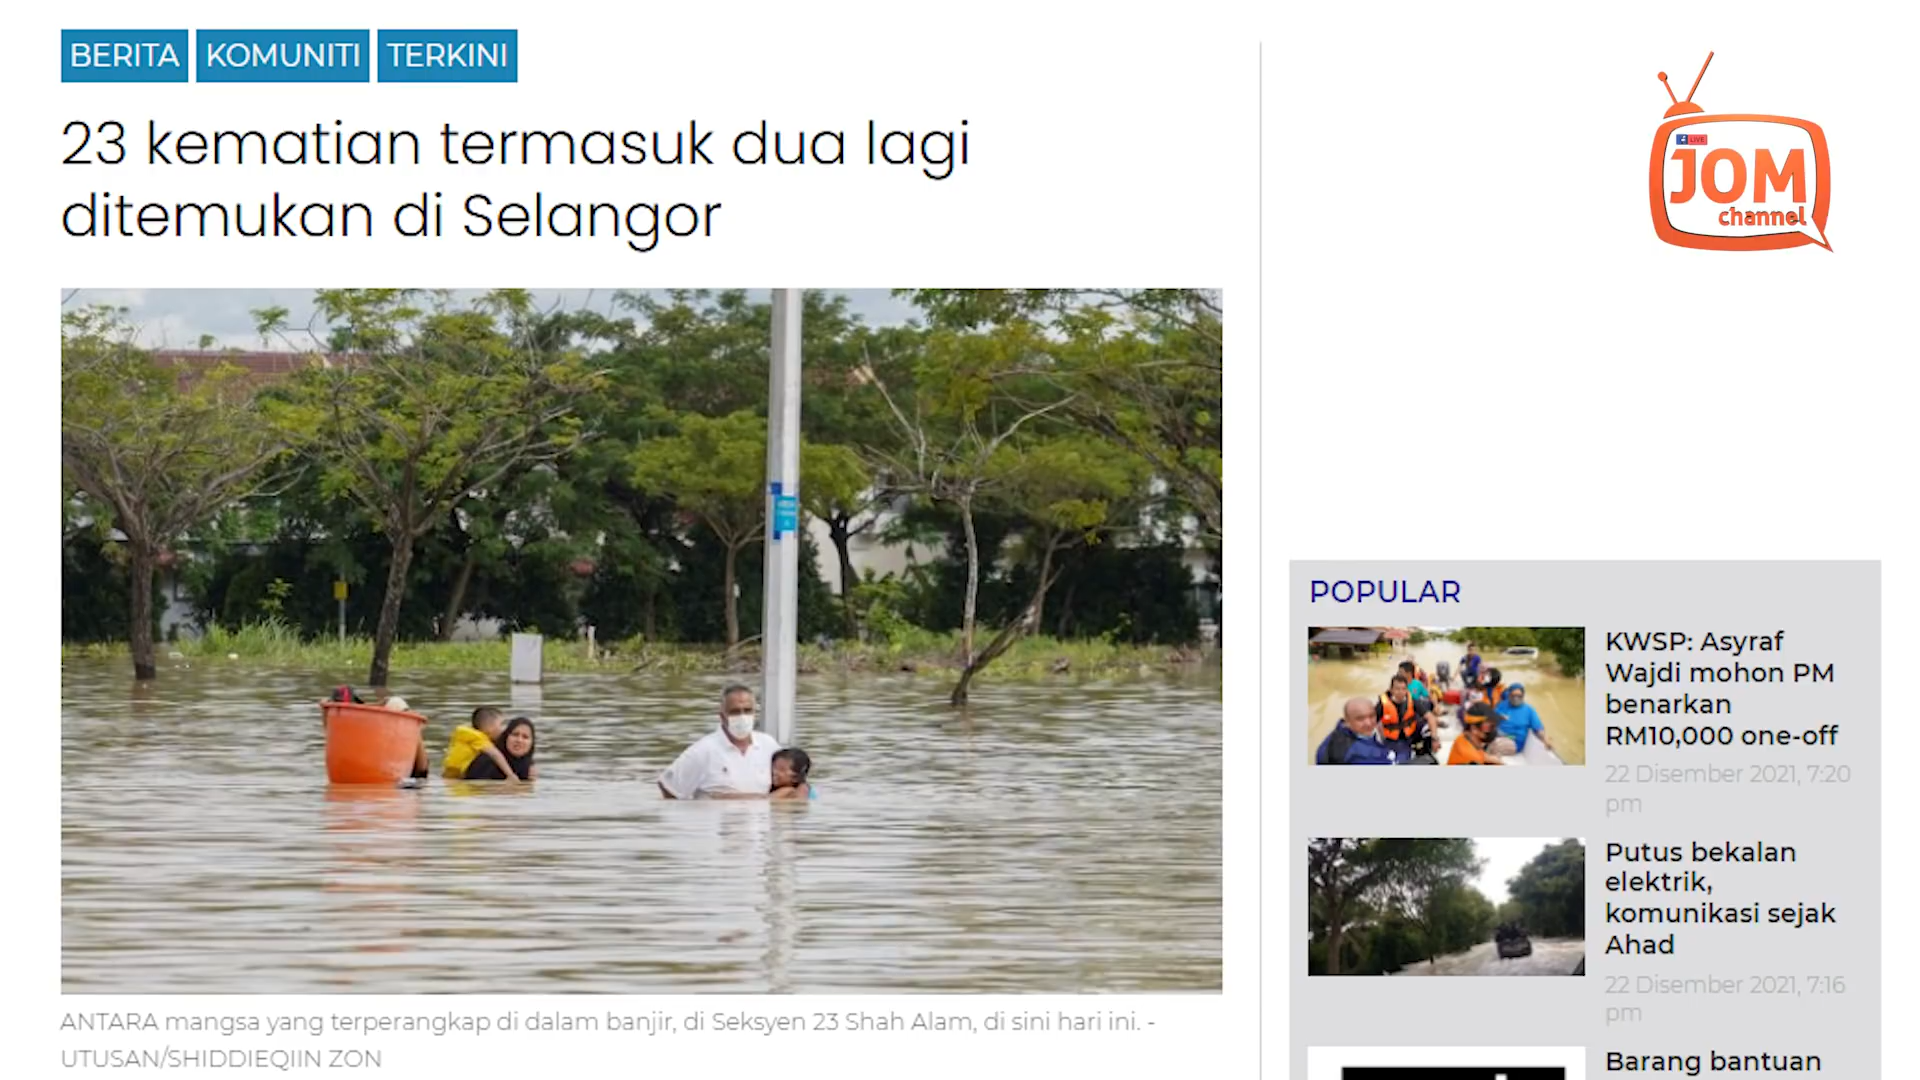 BERITA KOMUNITI TERKINI
23 kematian termasuk dua lagi
ditemukan di Selangor
ANTARA mangsa yang terperangkap di dalam banjir, di Seksyen 23 Shah Alam, di sini hari ini. -
UTUSAN/SHIDDIEQIIN ZON
LIVE
JOM
channel
POPULAR
KWSP: Asyraf
Wajdi mohon PM
benarkan
RM10,000 one-off
22 Disember 2021, 7:20
pm
Putus bekalan
elektrik,
komunikasi sejak
Ahad
22 Disember 2021, 7:16
pm
Barang bantuan